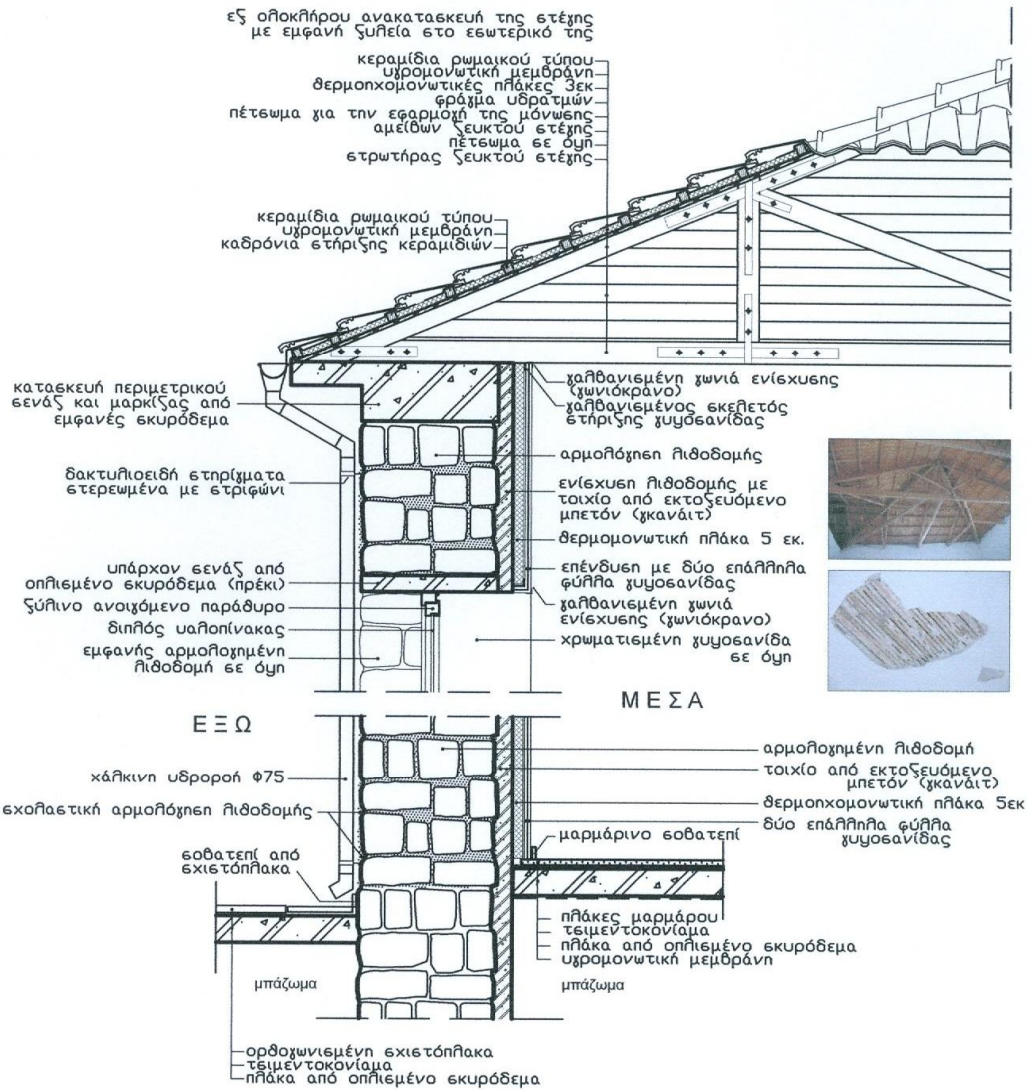 εξ ολοκλήρου ανακατασκευή της στέγης
με εμφανή ξυλεία στο εσωτερικό της
κεραμίδια ρωμαικού τύπου
υγρομονωτική μεμβράνη
θερμοηχομονωτικές πλάκες 3εκ
φράγμα υδρατμών
πέτσωμα για την εφαρμογή της μόνωσης
αμείβων ζευκτού στέγης
πέτσωμα σε όψη
στρωτήρας ζευκτού στέγης
κεραμίδια ρωμαικού τύπου
υγρομονωτική μεμβράνη
καδρόνια στήριξης κεραμιδιών
κατασκευή περιμετρικού
σενάζ και μαρκίζας από
εμφανές σκυρόδεμα
δακτυλιοειδή στηρίγματα
στερεωμένα με στριφώνι
υπάρχον σενάζ από
οπλισμένο σκυρόδεμα (πρέκι)
ξύλινο ανοιγόμενο παράθυρο
διπλός υαλοπίνακας
εμφανής αρμολογημένη
λιθοδομή σε όψη
γαλβανισμένη γωνιά ενίσχυσης
(γωνιόκρανο)
γαλβανισμένος σκελετός
στήριξης γυψοσανίδας
αρμολόγηση λιθοδομής
ενίσχυση λιθοδομής με
τοιχίο από εκτοξευόμενο
μπετόν (γκανάιτ)
θερμομονωτική πλάκα 5 εκ.
επένδυση με δύο επάλληλα
φύλλα γυψοσανίδας
γαλβανισμένη γωνιά
ενίσχυσης (γωνιόκρανο)
χρωματισμένη γυψοσανίδα
σε όψη
ΕΞΩ
ΜΕΣΑ
χάλκινη υδροροή Φ75
σχολαστική αρμολόγηση λιθοδομής
σοβατεπί από
σχιστόπλακα
αρμολογημένη λιθοδομή
τοιχίο από εκτοξευόμενο
μπετόν (γκανάιτ)
θερμοηχομονωτική πλάκα 5εκ
δύο επάλληλα φύλλα
γυψοσανίδας
μαρμάρινο σοβατεπί
πλάκες μαρμάρου
τσιμεντοκονίαμα
πλάκα από οπλισμένο σκυρόδεμα
υγρομονωτική μεμβράνη
μπάζωμα
μπάζωμα
ορθογωνισμένη σχιστόπλακα
τσιμεντοκονίαμα
πλάκα από οπλισμένο σκυρόδεμα